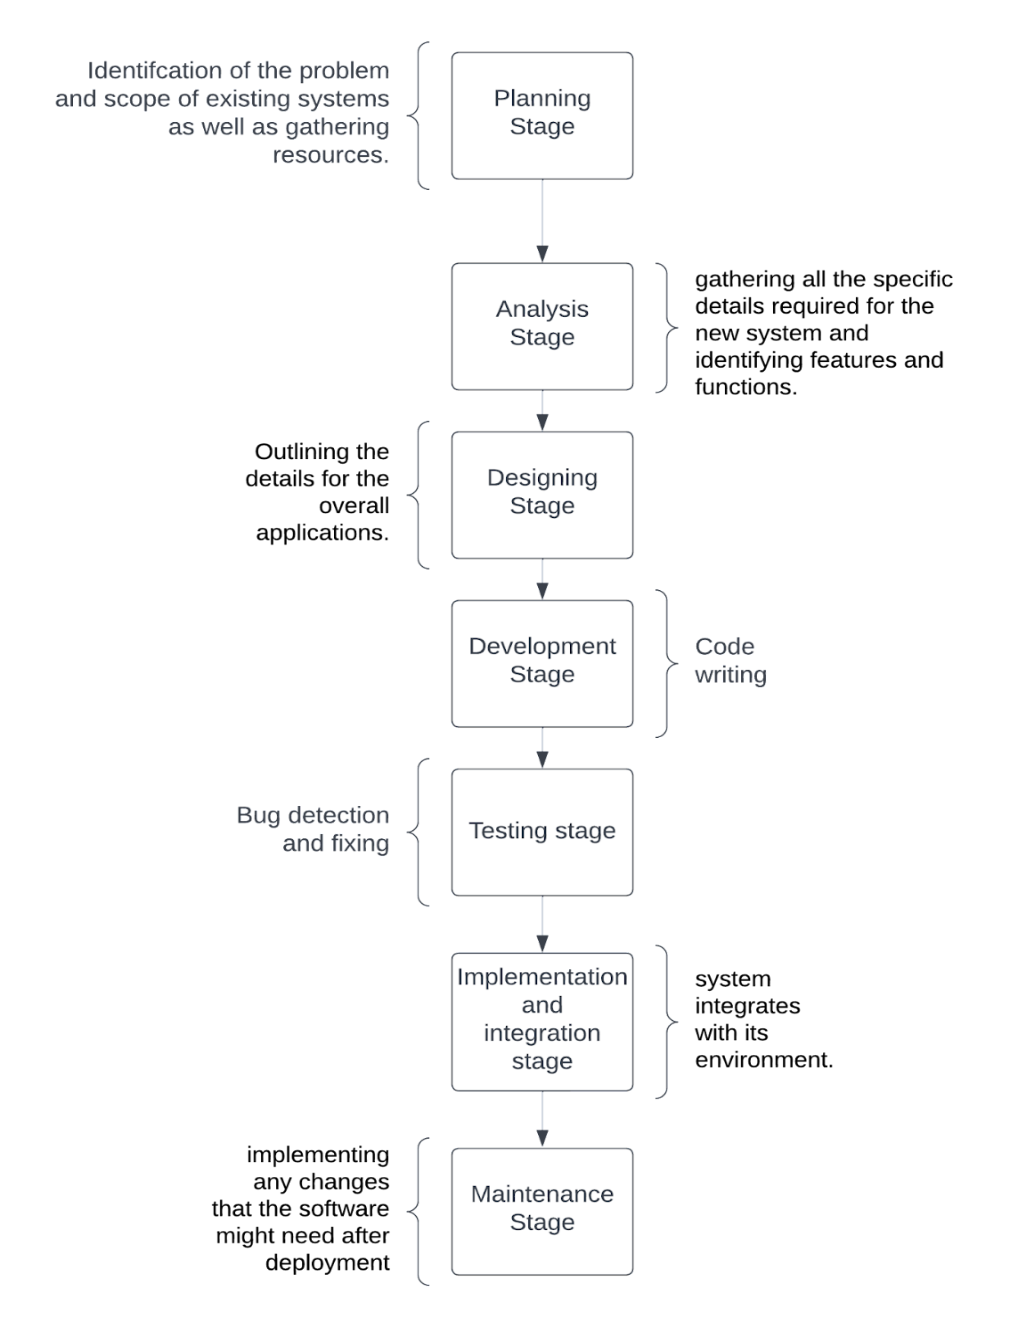 Identifcation of the problem
and scope of existing systems
as well as gathering
resources.
Planning
Stage
Analysis
Stage
gathering all the specific
details required for the
new system and
identifying features and
functions.
Outlining the
details for the
overall
applications.
Designing
Stage
Development
Stage
Code
writing
Bug detection
and fixing
Testing stage
Implementation
and
integration
stage
system
integrates
with its
environment.
implementing
any changes
that the software
might need after
deployment
Maintenance
Stage